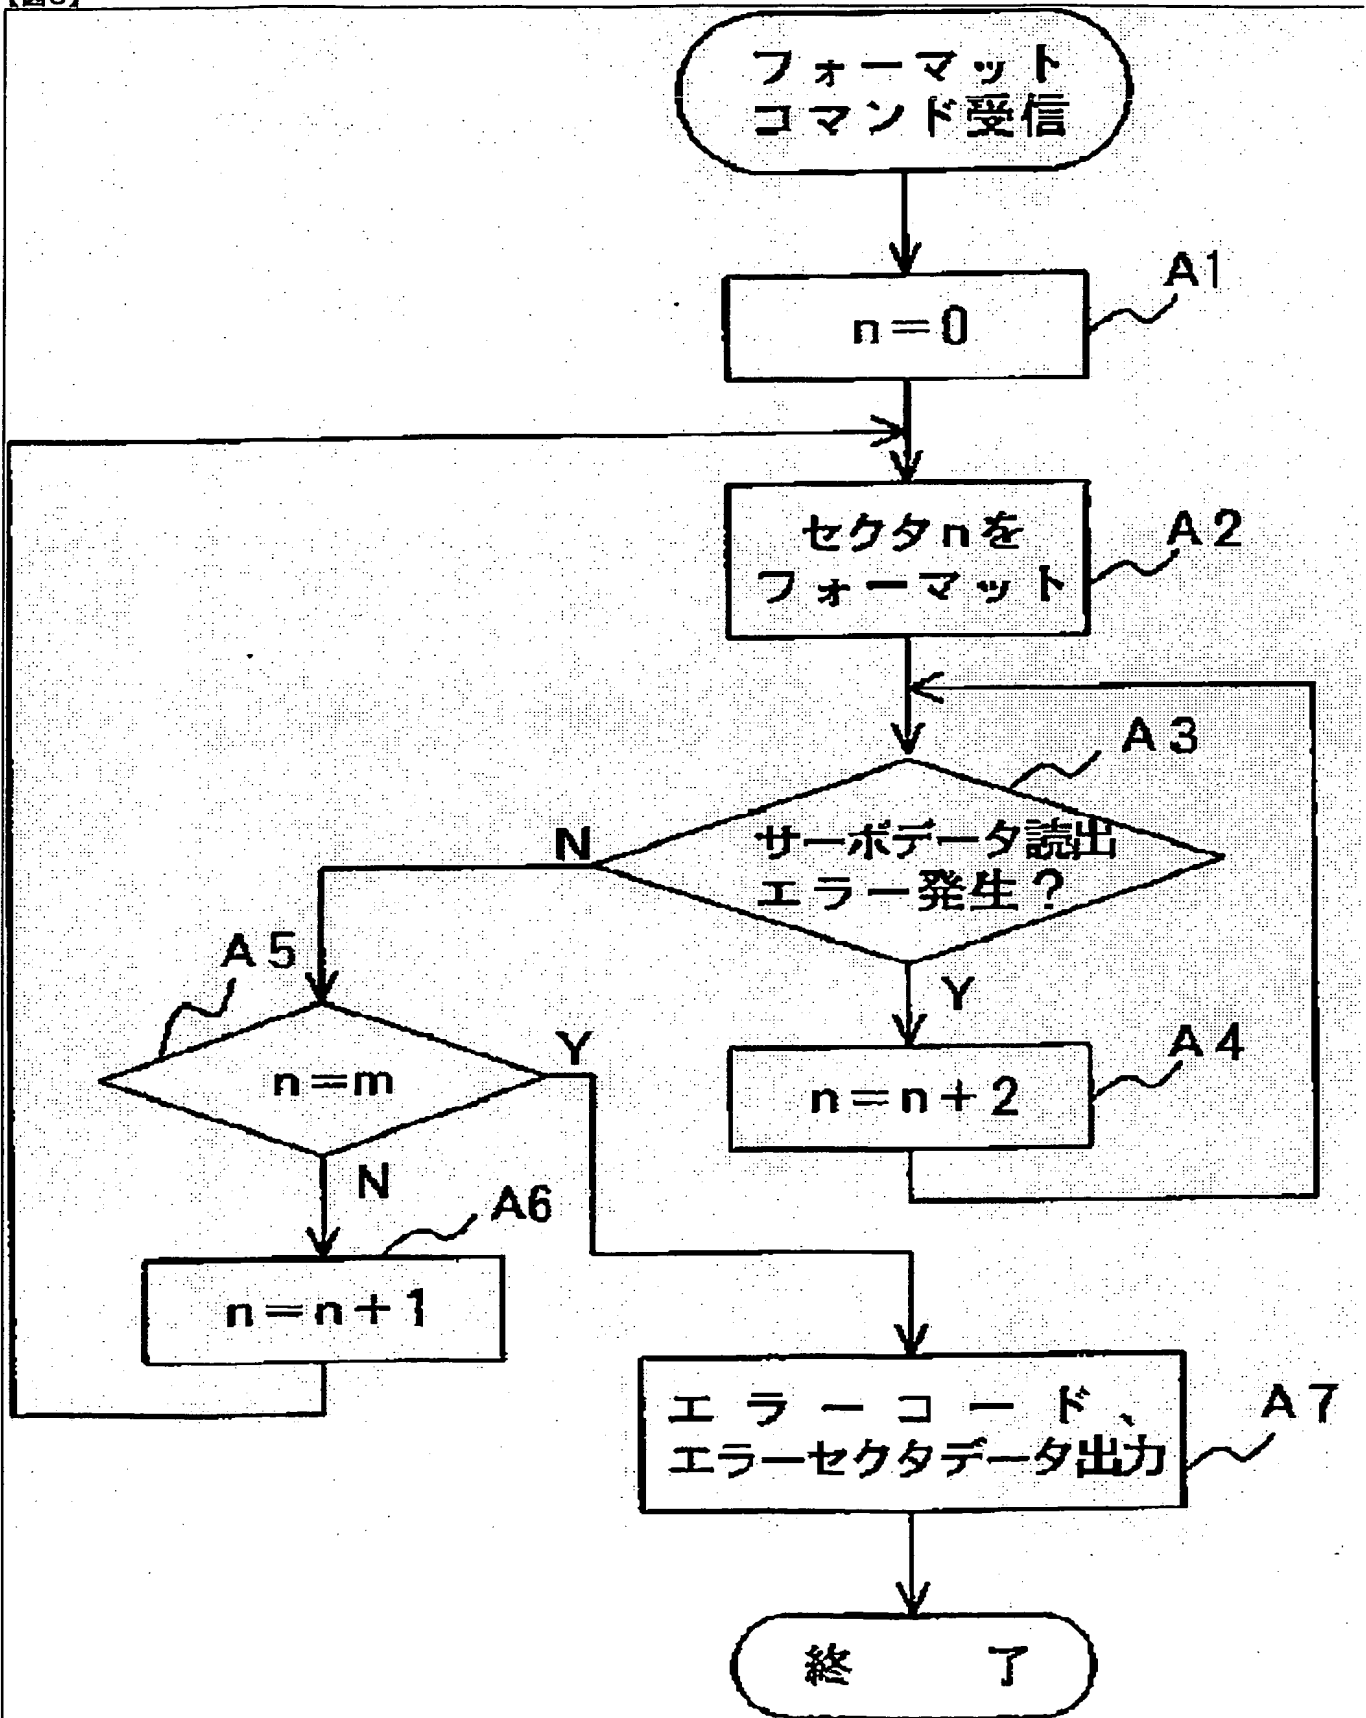 フォーマット
コマンド受信
A1
n=0
A2
セクタnを
フォーマット
A3
サーボデータ読出
エラー発生?
N
Y
A5
n=m
Y
N
A4
n=n+2
A6
n=n+1
A7
エラーコード、
エラーセクタデータ出力
終了